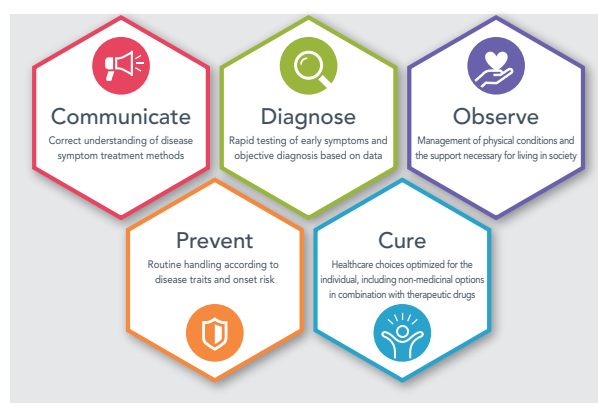 Communicate
Correct understanding of disease
symptom treatment methods
Diagnose
Rapid testing of early symptoms and
objective diagnosis based on data
Observe
Management of physical conditions and
the support necessary for living in society
Prevent
Routine handling according to
disease traits and onset risk
Cure
Healthcare choices optimized for the
individual, including non-medicinal options
in combination with therapeutic drugs